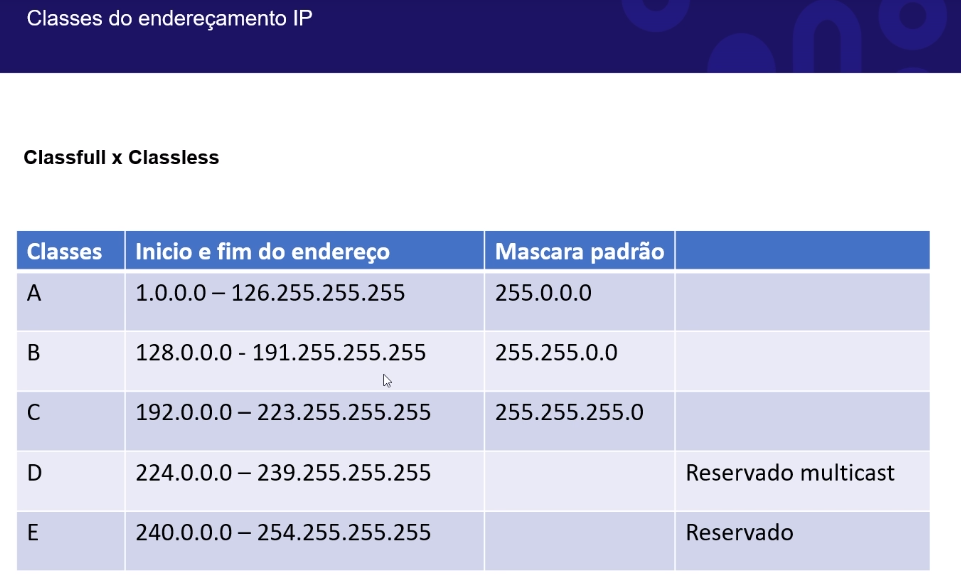 Classes do endereçamento IP
Classfull x Classless
Classes Inicio e fim do endereço Mascara padrão
A 1.0.0.0 – 126.255.255.255 255.0.0.0
B 128.0.0.0 - 191.255.255.255 255.255.0.0
C 192.0.0.0 – 223.255.255.255 255.255.255.0
D 224.0.0.0 – 239.255.255.255 Reservado multicast
E 240.0.0.0 – 254.255.255.255 Reservado